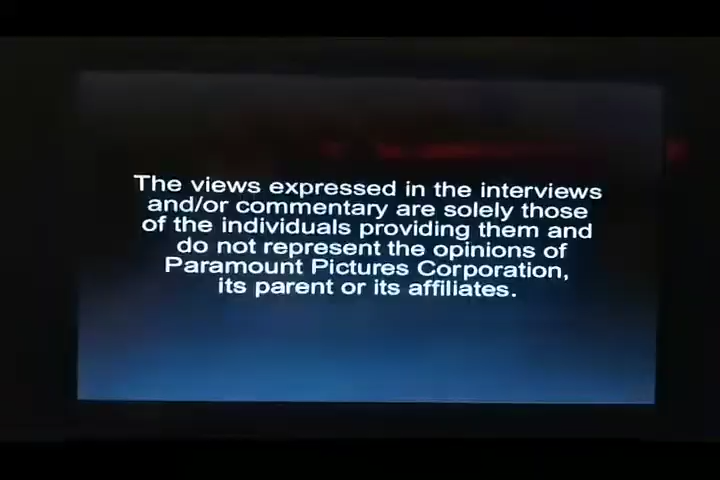 The views expressed in the interviews
and/or commentary are solely those
of the individuals providing them and
do not represent the opinions of
Paramount Pictures Corporation,
its parent or its affiliates.